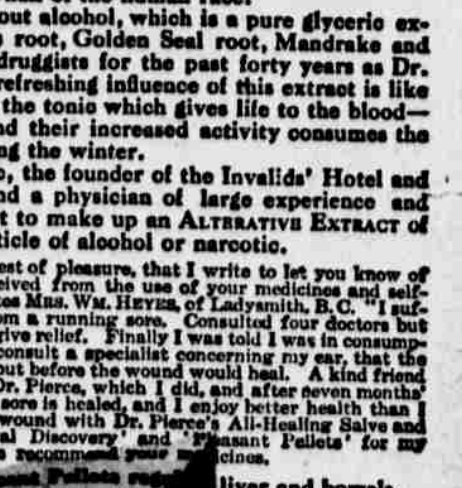 out alcohol, which is a pure glyceric ex-
root, Golden Seal root, Mandrake and
druggists for the past forty years as Dr.
refreshing influence of this extract is like
the tonic which gives life to the blood—
nd their increased activity consumes the
ng the winter.
the founder of the Invalids' Hotel and
nd a physician of large experience and
t to make up an ALTERATIVE EXTRACT of
ticle of alcohol or narcotic.
est of pleasure, that I write to let you know of
eived from the use of your medicines and self-
tes MRS. WM. HEYES, of Ladysmith, B.C. "I suf-
om a running sore. Consulted four doctors but
give relief. Finally I was told I was in consump-
consult a specialist concerning my ear, that the
out before the wound would heal. A kind friend
Dr. Pierce, which I did, and after seven months'
sore is healed, and I enjoy better health than I
wound with Dr. Pierce's All-Healing Salve and
al Discovery' and 'Pleasant Pellets' for my
recommend your medicines.
Pellets
liver and bowels